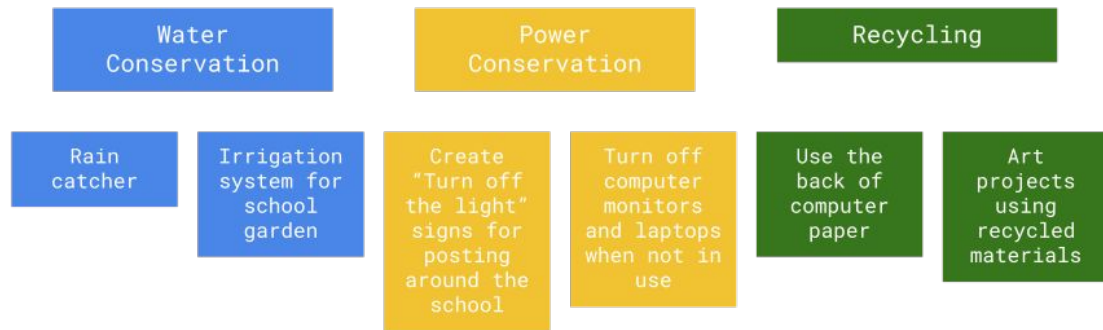 Water
Conservation
Power
Conservation
Recycling
Rain
catcher
Irrigation
system for
school
garden
Create
"Turn off
the light"
signs for
posting
around the
school
Turn off
computer
monitors
and laptops
when not in
use
Use the
back of
computer
paper
Art
projects
using
recycled
materials